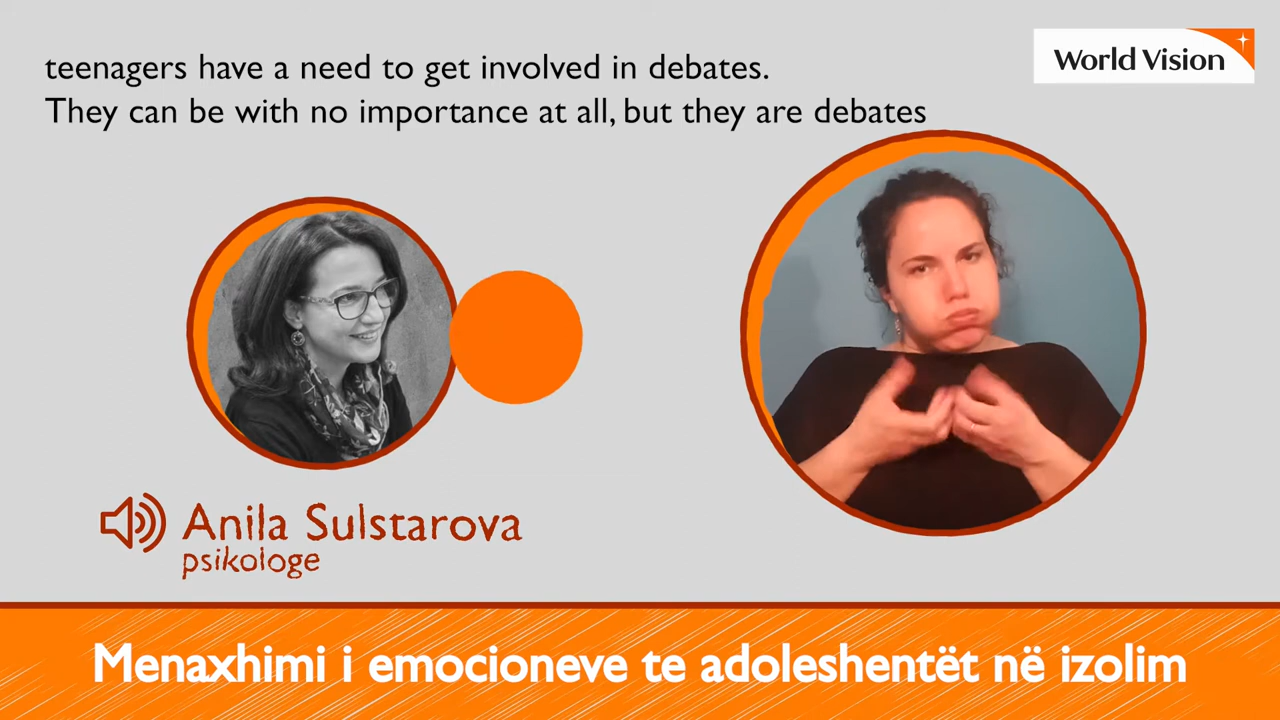 teenagers have a need to get involved in debates.
They can be with no importance at all, but they are debates
World Vision
Anila Sulstarova
psikologe
Menaxhimi i emocioneve te adoleshentët në izolim